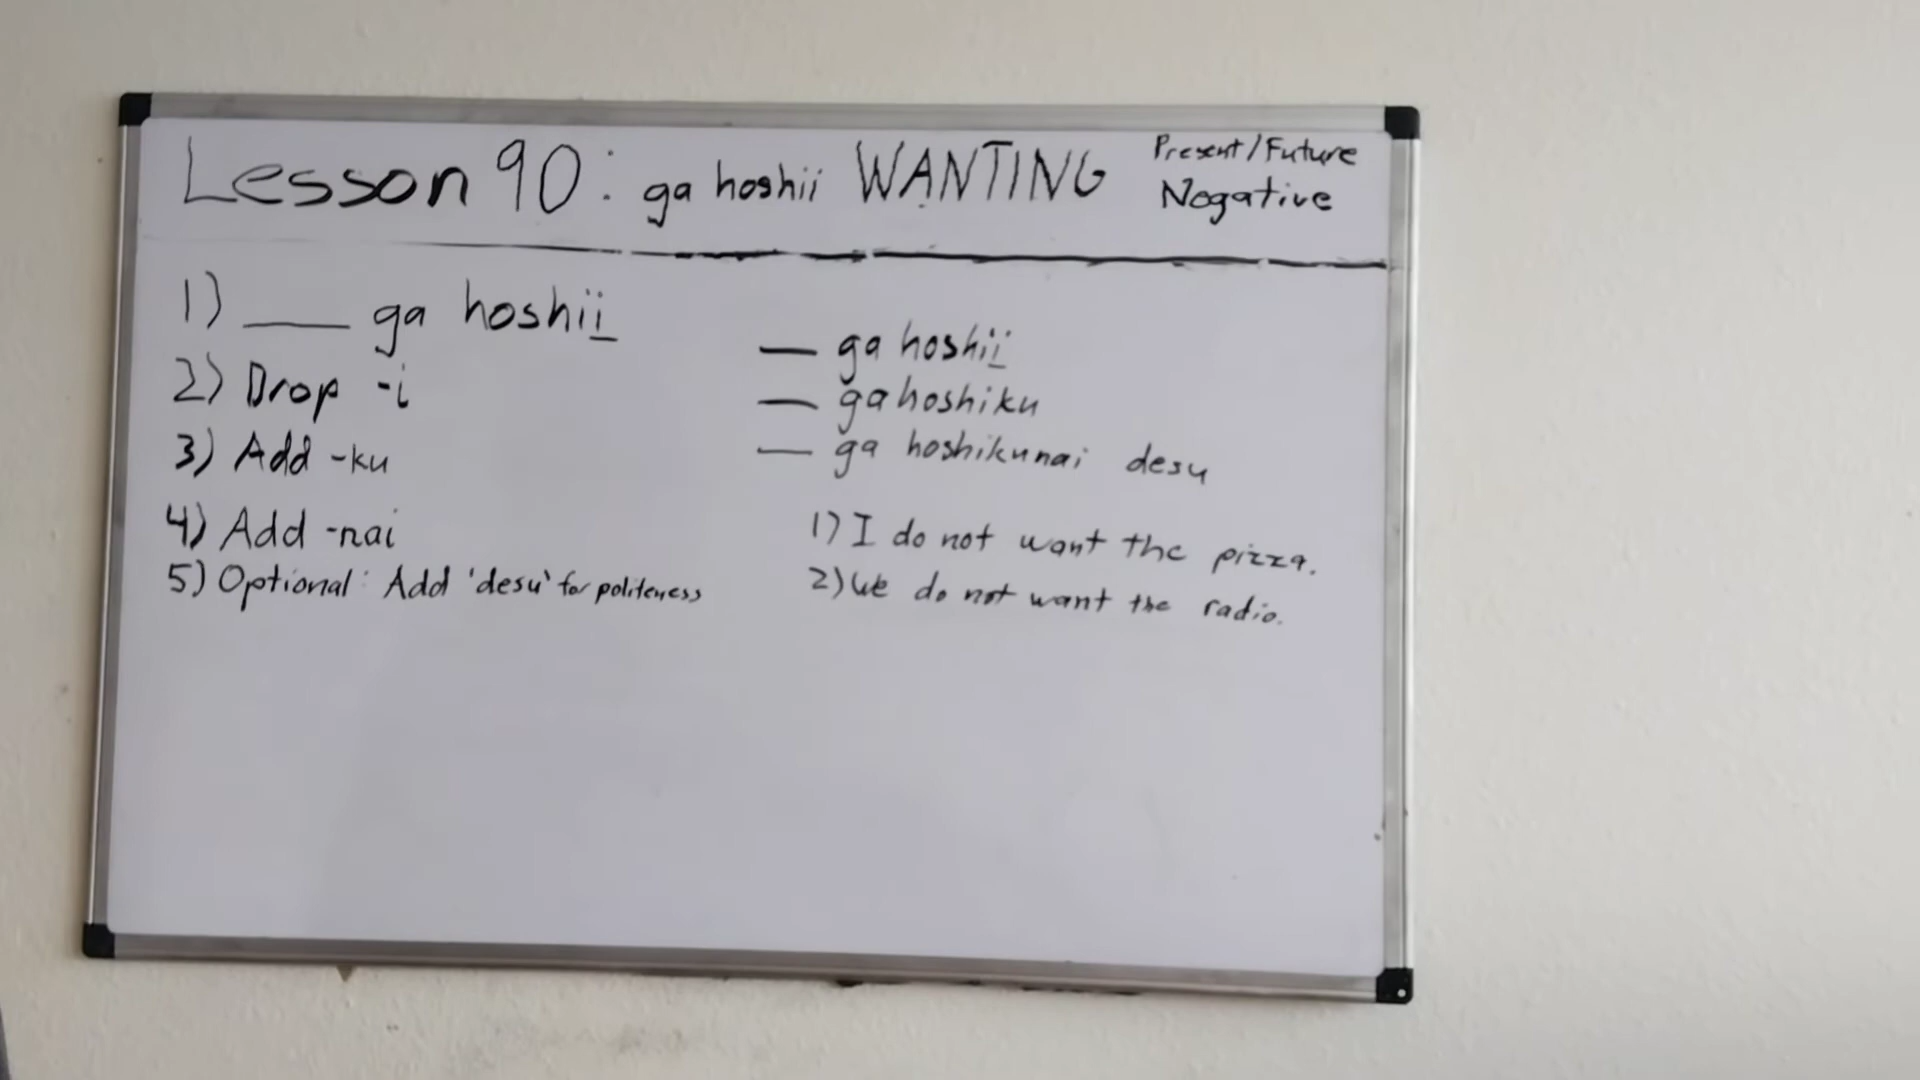 Lesson 90: ga hoshii WANTING
Present/Future
Negative
1) ___ ga hoshii
2) Drop -i
3) Add -ku
4) Add -nai
5) Optional: Add 'desu' for politeness
— ga hoshii
— gahoshiku
— ga hoshikunai desu
1) I do not want the pizza.
2) We do not want the radio.